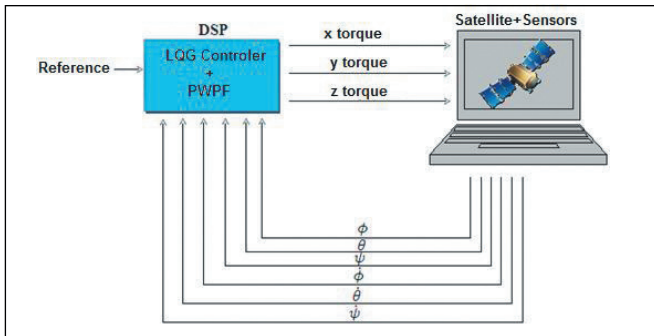 DSP
Satellite+Sensors
LQG Controler
+
PWPF
Reference
x torque
y torque
z torque
ϕ
θ
ψ
ϕ̇
θ̇
ψ̇